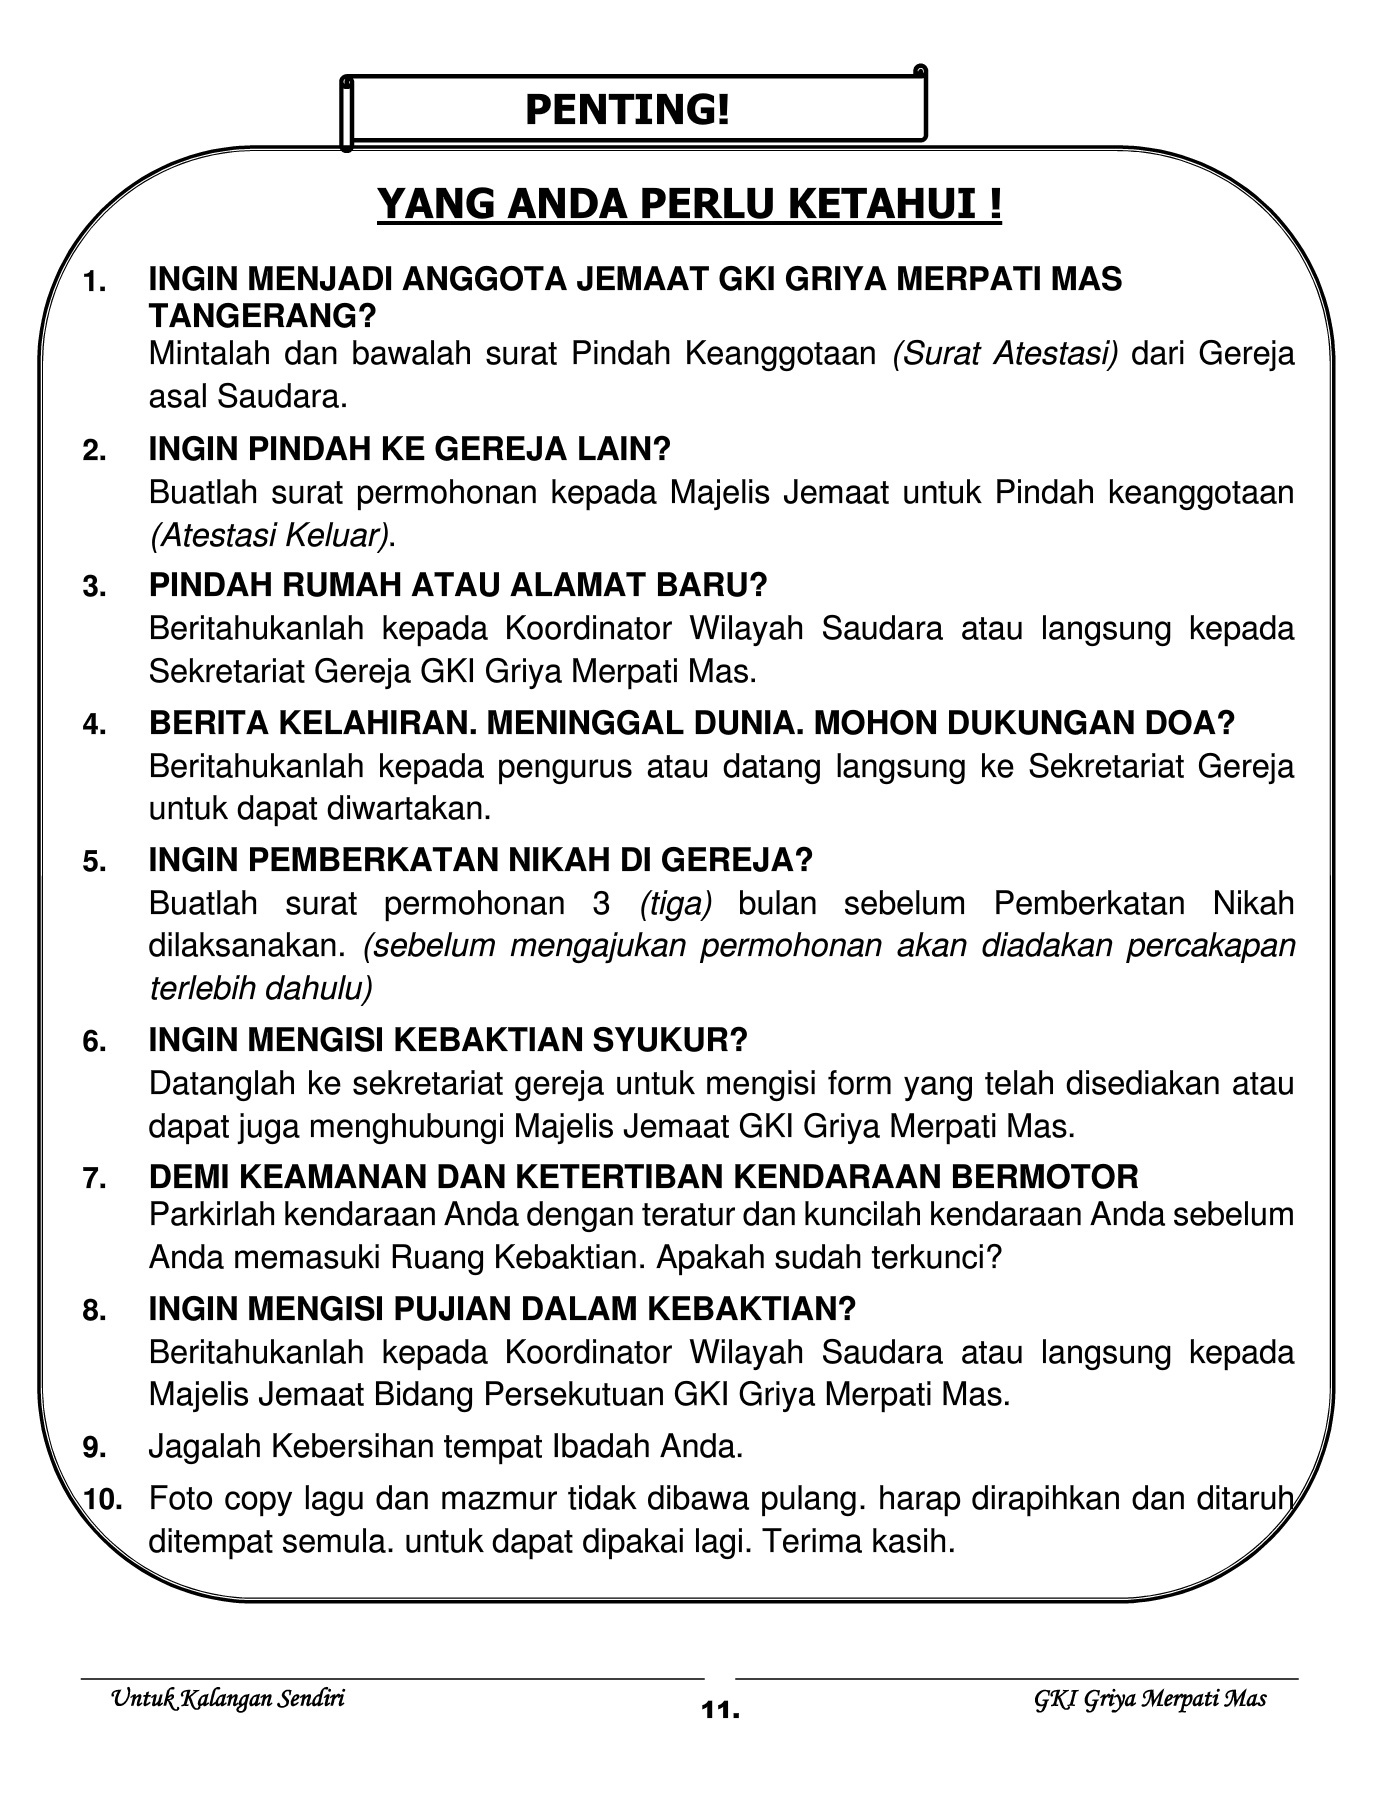 PENTING!
YANG ANDA PERLU KETAHUI !
1. INGIN MENJADI ANGGOTA JEMAAT GKI GRIYA MERPATI MAS
TANGERANG?
Mintalah dan bawalah surat Pindah Keanggotaan (Surat Atestasi) dari Gereja
asal Saudara.
2. INGIN PINDAH KE GEREJA LAIN?
Buatlah surat permohonan kepada Majelis Jemaat untuk Pindah keanggotaan
(Atestasi Keluar).
3. PINDAH RUMAH ATAU ALAMAT BARU?
Beritahukanlah kepada Koordinator Wilayah Saudara atau langsung kepada
Sekretariat Gereja GKI Griya Merpati Mas.
4. BERITA KELAHIRAN. MENINGGAL DUNIA. MOHON DUKUNGAN DOA?
Beritahukanlah kepada pengurus atau datang langsung ke Sekretariat Gereja
untuk dapat diwartakan.
5. INGIN PEMBERKATAN NIKAH DI GEREJA?
Buatlah surat permohonan 3 (tiga) bulan sebelum Pemberkatan Nikah
dilaksanakan. (sebelum mengajukan permohonan akan diadakan percakapan
terlebih dahulu)
6. INGIN MENGISI KEBAKTIAN SYUKUR?
Datanglah ke sekretariat gereja untuk mengisi form yang telah disediakan atau
dapat juga menghubungi Majelis Jemaat GKI Griya Merpati Mas.
7. DEMI KEAMANAN DAN KETERTIBAN KENDARAAN BERMOTOR
Parkirlah kendaraan Anda dengan teratur dan kuncilah kendaraan Anda sebelum
Anda memasuki Ruang Kebaktian. Apakah sudah terkunci?
8. INGIN MENGISI PUJIAN DALAM KEBAKTIAN?
Beritahukanlah kepada Koordinator Wilayah Saudara atau langsung kepada
Majelis Jemaat Bidang Persekutuan GKI Griya Merpati Mas.
9. Jagalah Kebersihan tempat Ibadah Anda.
10. Foto copy lagu dan mazmur tidak dibawa pulang. harap dirapihkan dan ditaruh
ditempat semula. untuk dapat dipakai lagi. Terima kasih.
Untuk Kalangan Sendiri
11.
GKI Griya Merpati Mas